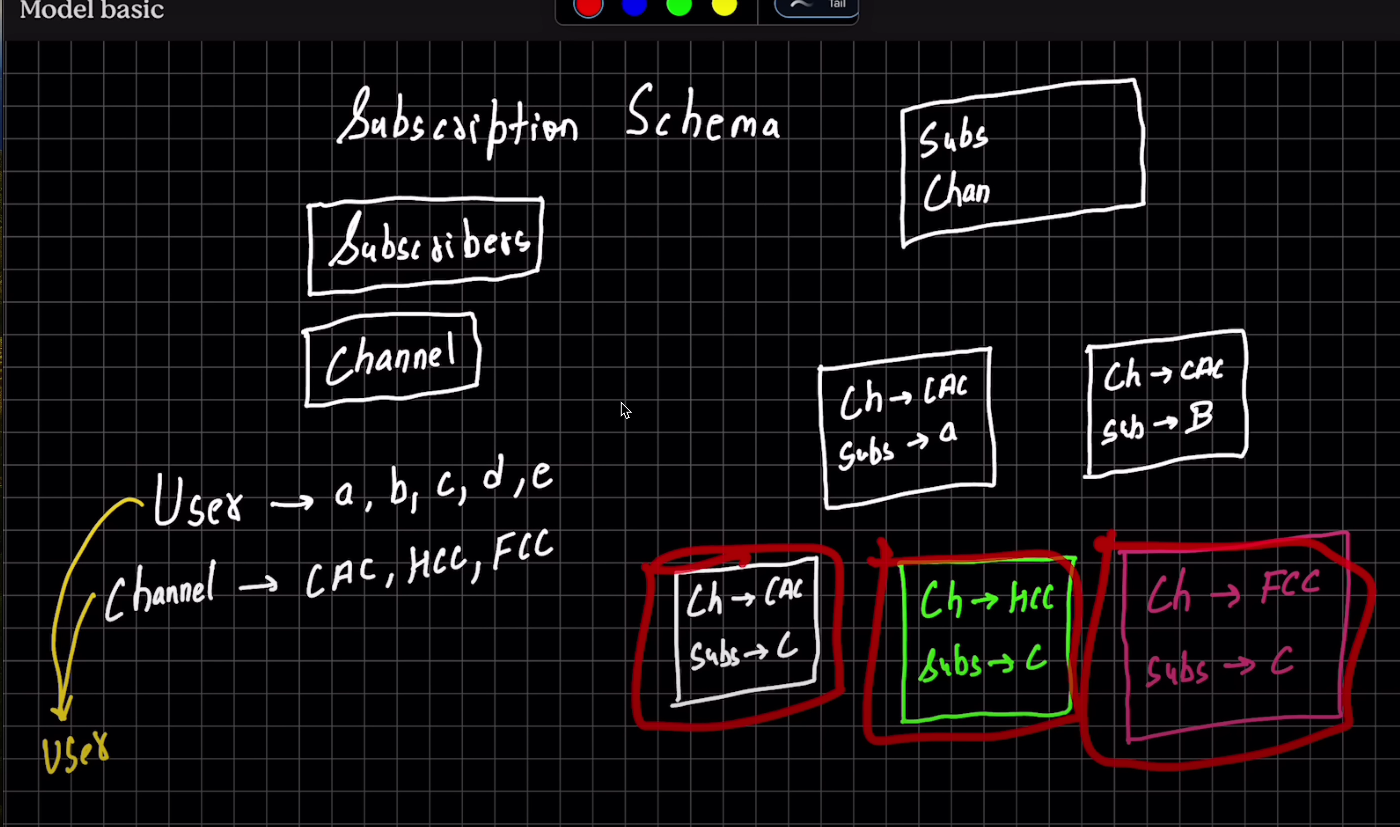 Model basic
Tail
Subscription Schema
Subs
Chan
Subscribers
Channel
Ch → CAC
Subs → a
Ch → CAC
Sub → B
User → a, b, c, d, e
Channel → CAC, HCC, FCC
Ch → CAC
Subs → C
Ch → HCC
Subs → C
Ch → FCC
Subs → C
User